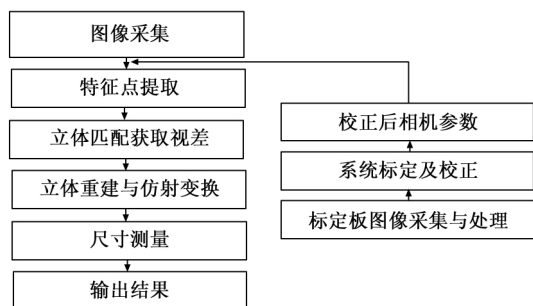 图像采集
特征点提取
立体匹配获取视差
立体重建与仿射变换
尺寸测量
输出结果
校正后相机参数
系统标定及校正
标定板图像采集与处理